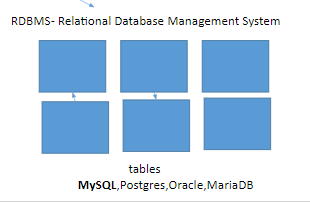 RDBMS- Relational Database Management System
tables
MySQL,Postgres,Oracle,MariaDB